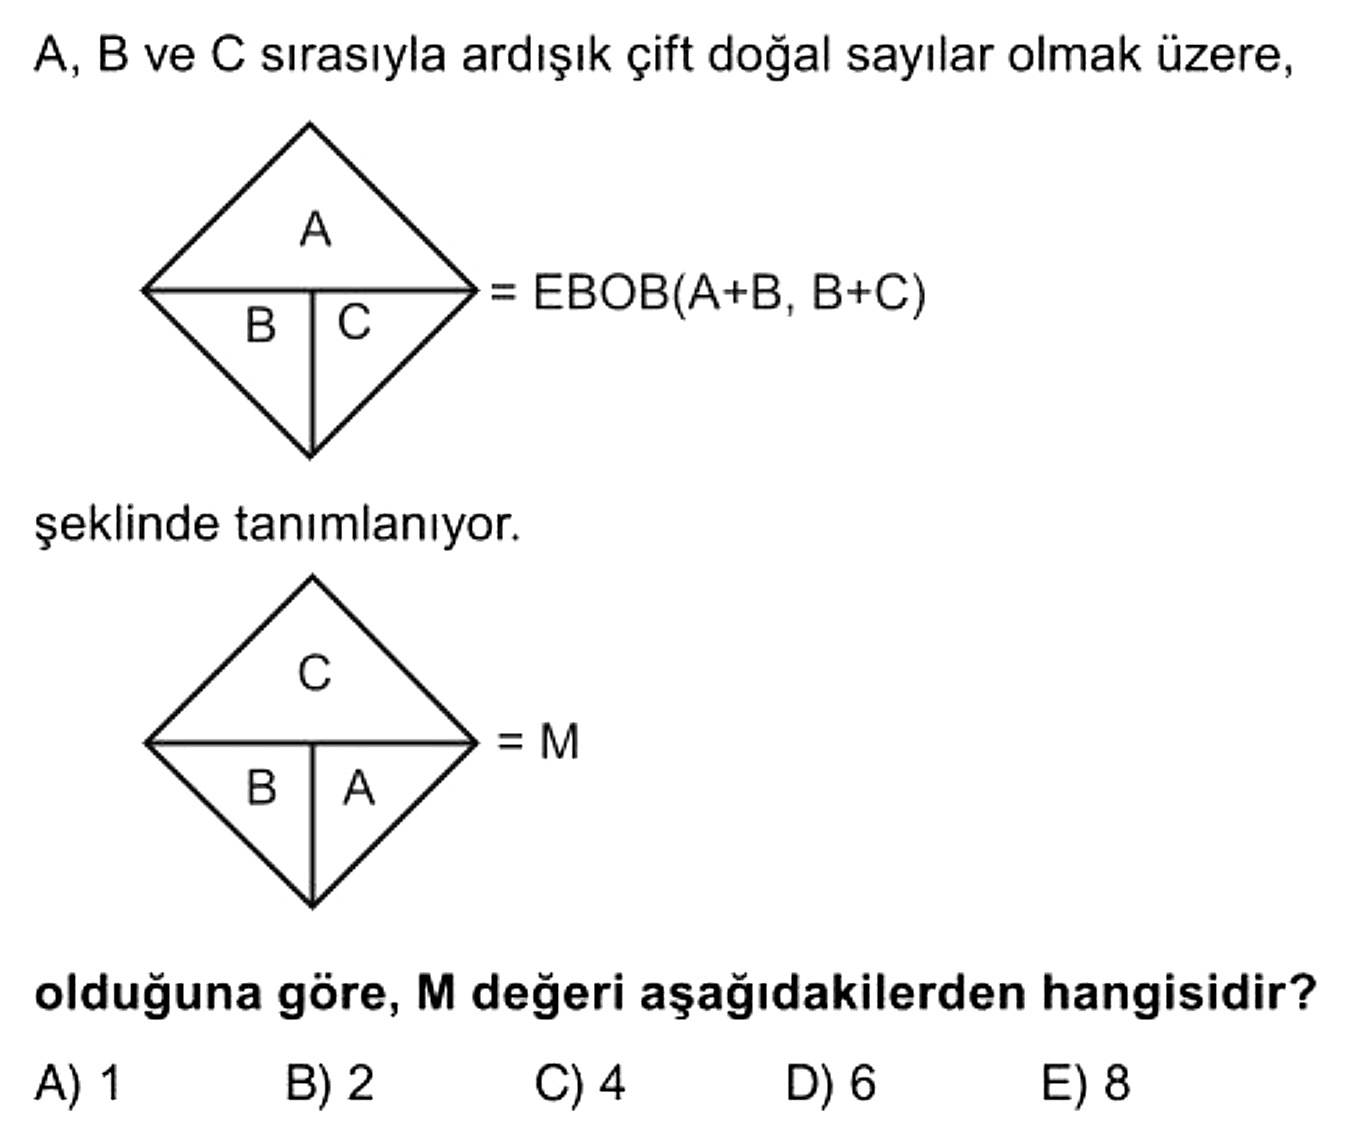 A, B ve C sırasıyla ardışık çift doğal sayılar olmak üzere,
A
B C
= EBOB(A+B, B+C)
şeklinde tanımlanıyor.
C
B A
= M
olduğuna göre, M değeri aşağıdakilerden hangisidir?
A) 1 B) 2 C) 4 D) 6 E) 8